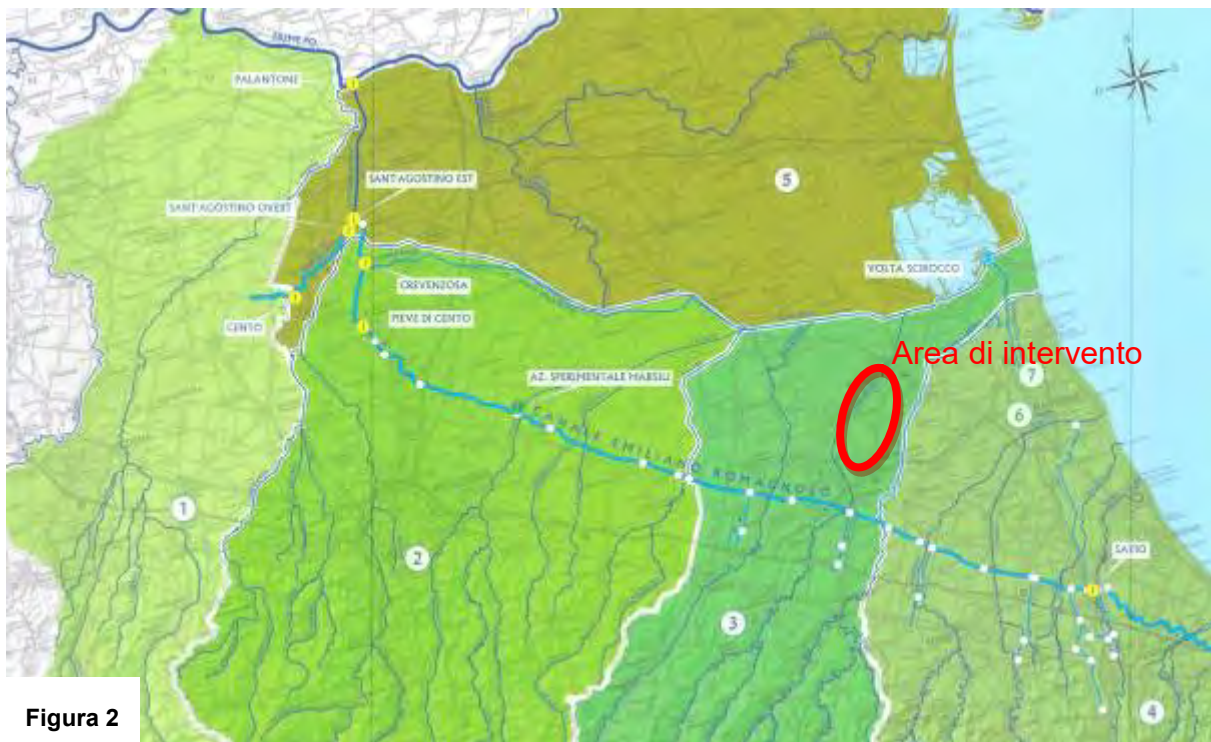 FIUME PO
PALANTONE
SANT'AGOSTINO EST
SANT'AGOSTINO OVEST
5
VOLTA SCIROCCO
CREVENZOSA
CENTO
PIEVE DI CENTO
Area di intervento
AZ. SPERIMENTALE MARSILI
7
6
CANALE EMILIANO ROMAGNOLO
1
2
SAVIO
3
4
Figura 2